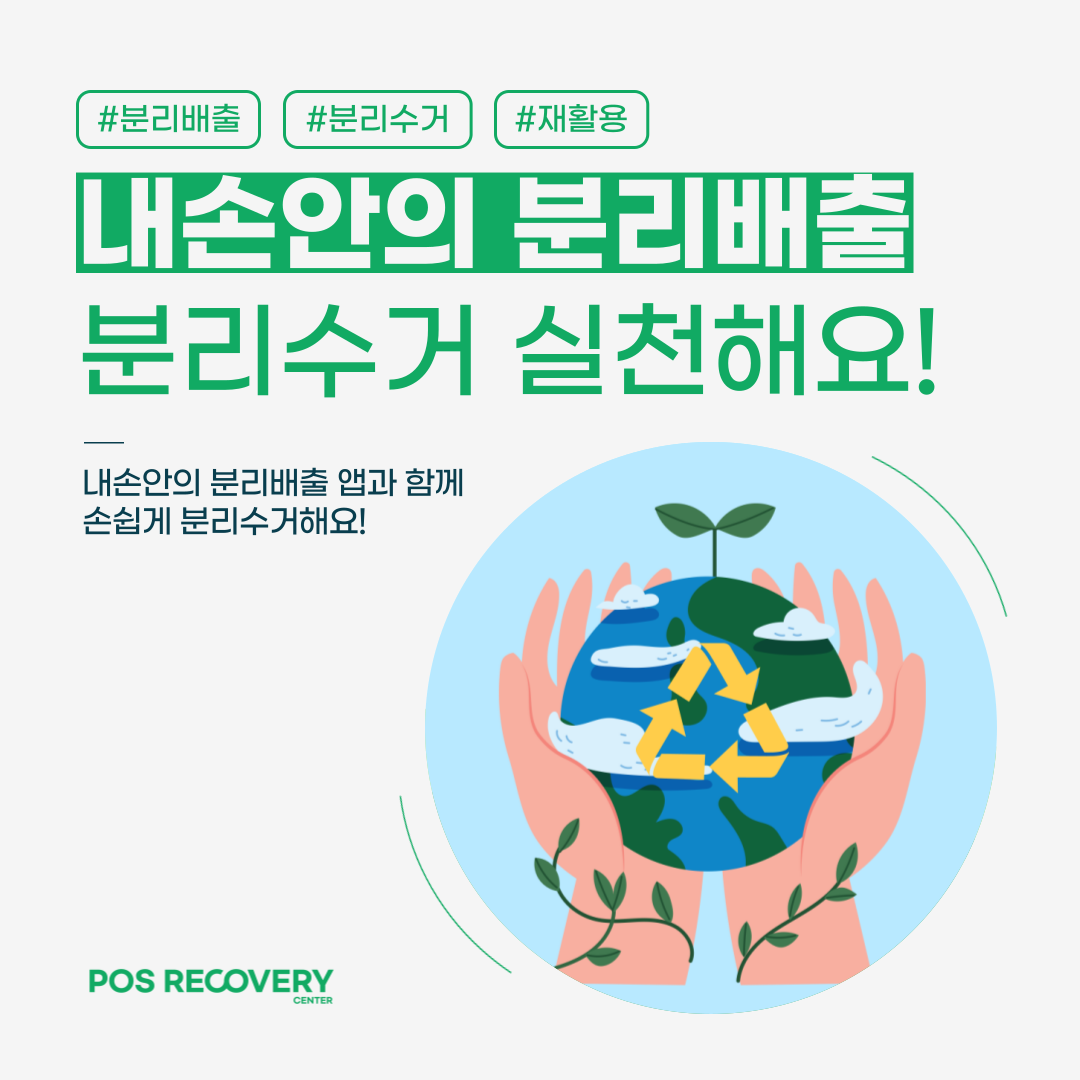 #분리배출 #분리수거 #재활용
내손안의 분리배출
분리수거 실천해요!
내손안의 분리배출 앱과 함께
손쉽게 분리수거해요!
POS RECOVERY
CENTER